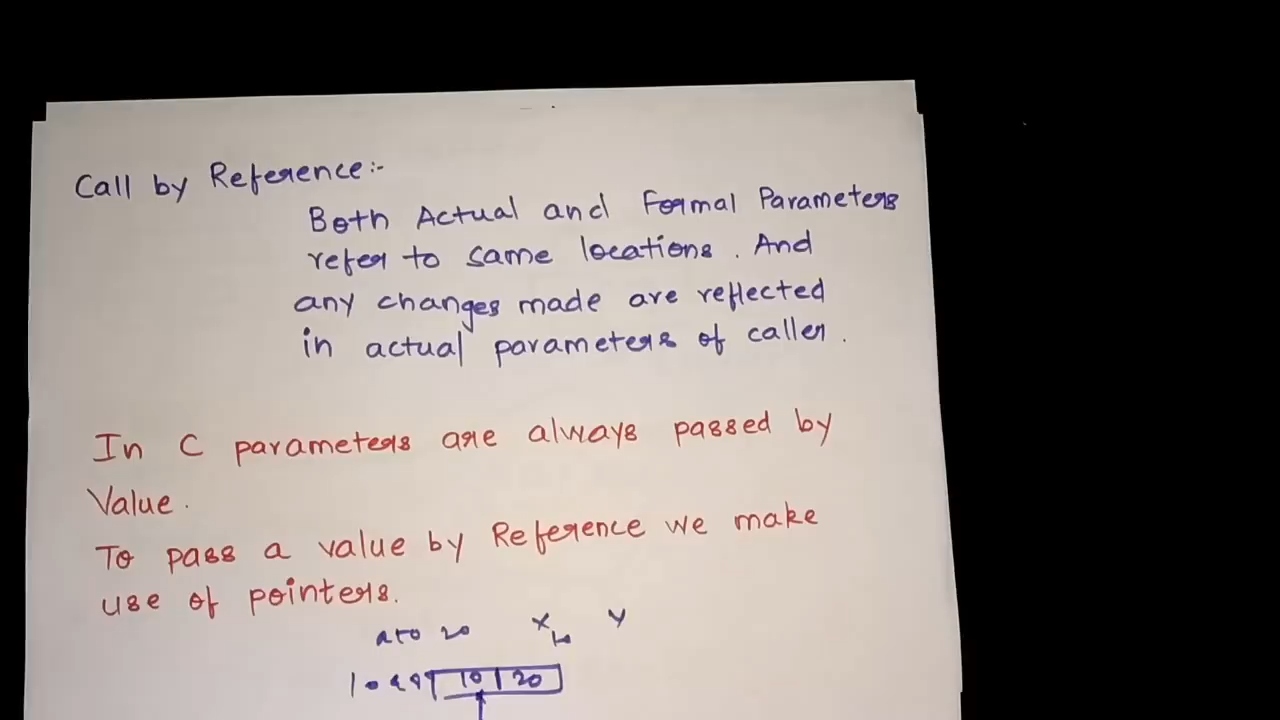 Call by Reference:-
Both Actual and Formal Parameters
refer to same locations. And
any changes made are reflected
in actual parameters of caller.
In C parameters are always passed by
Value.
To pass a value by Reference we make
use of pointers.
20 x y
10 20